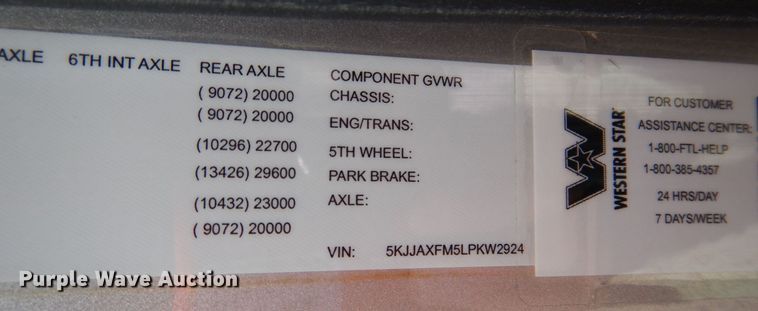 AXLE 6TH INT AXLE REAR AXLE
( 9072) 20000
( 9072) 20000
(10296) 22700
(13426) 29600
(10432) 23000
( 9072) 20000
COMPONENT GVWR
CHASSIS:
ENG/TRANS:
5TH WHEEL:
PARK BRAKE:
AXLE:
VIN: 5KJJAXFM5LPKW2924
WESTERN STAR
FOR CUSTOMER
ASSISTANCE CENTER:
1-800-FTL-HELP
1-800-385-4357
24 HRS/DAY
7 DAYS/WEEK
Purple Wave Auction